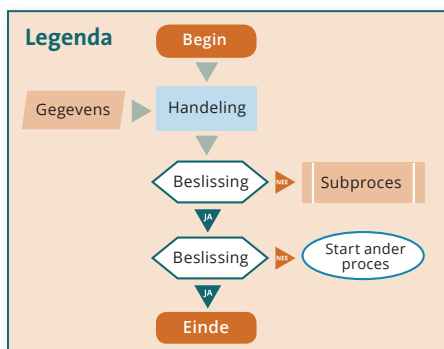 Legenda
Begin
Gegevens
Handeling
Beslissing
NEE
Subproces
JA
Beslissing
NEE
Start ander
proces
JA
Einde